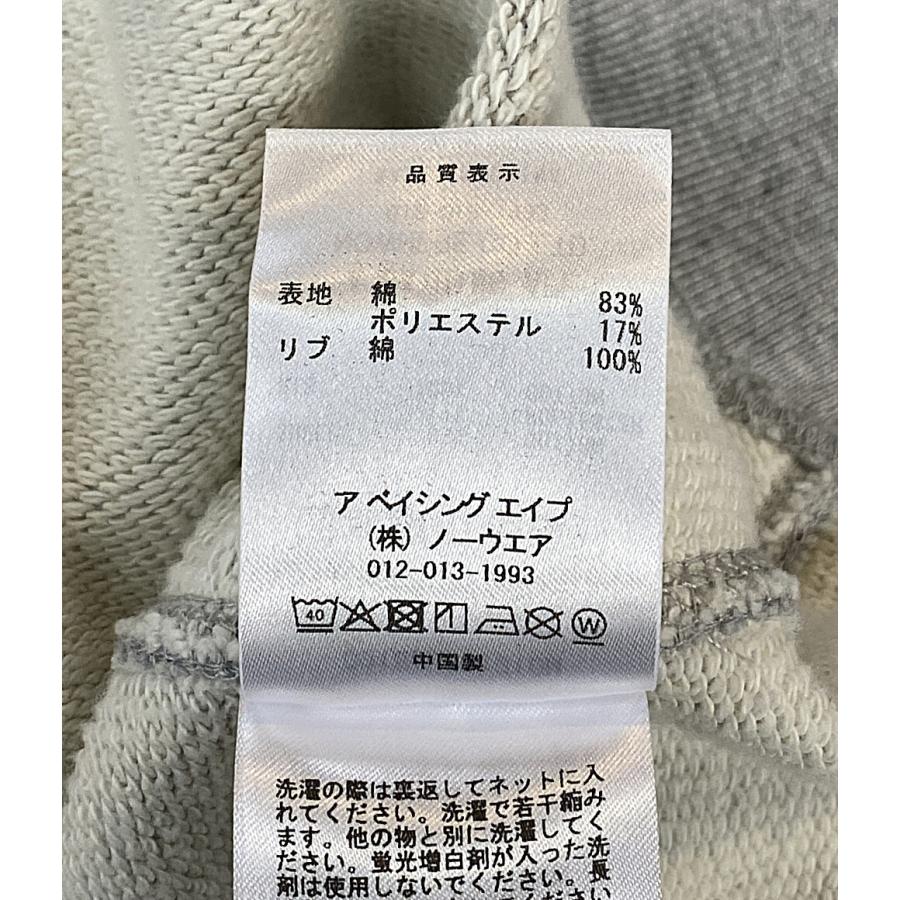 品質表示
表地 綿 83%
ポリエステル 17%
リブ 綿 100%
ア ベイシング エイプ
(株) ノーウエア
012-013-1993
40
W
中国製
洗濯の際は裏返してネットに入
れてください。洗濯で若干縮み
ます。他の物と別に洗濯してく
ださい。蛍光増白剤が入った洗
剤は使用しないでください。長